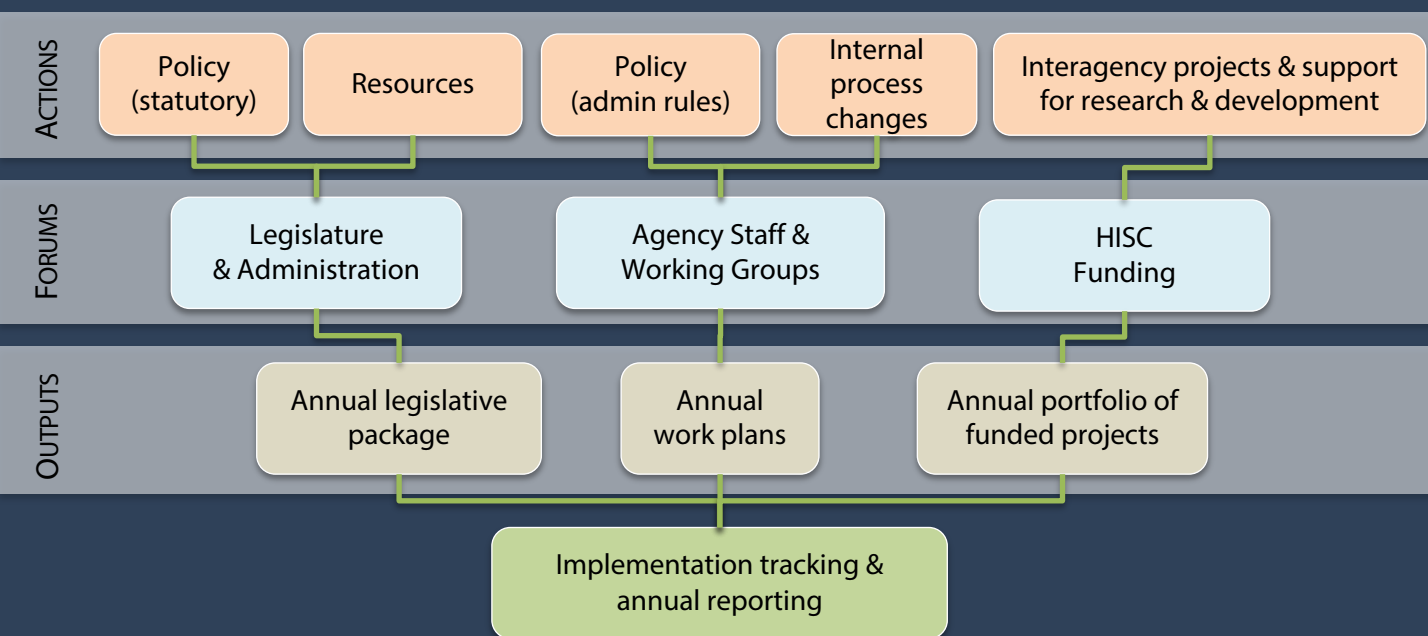 ACTIONS
Policy
(statutory)
Resources
Policy
(admin rules)
Internal
process
changes
Interagency projects & support
for research & development
FORUMS
Legislature
& Administration
Agency Staff &
Working Groups
HISC
Funding
OUTPUTS
Annual legislative
package
Annual
work plans
Annual portfolio of
funded projects
Implementation tracking &
annual reporting